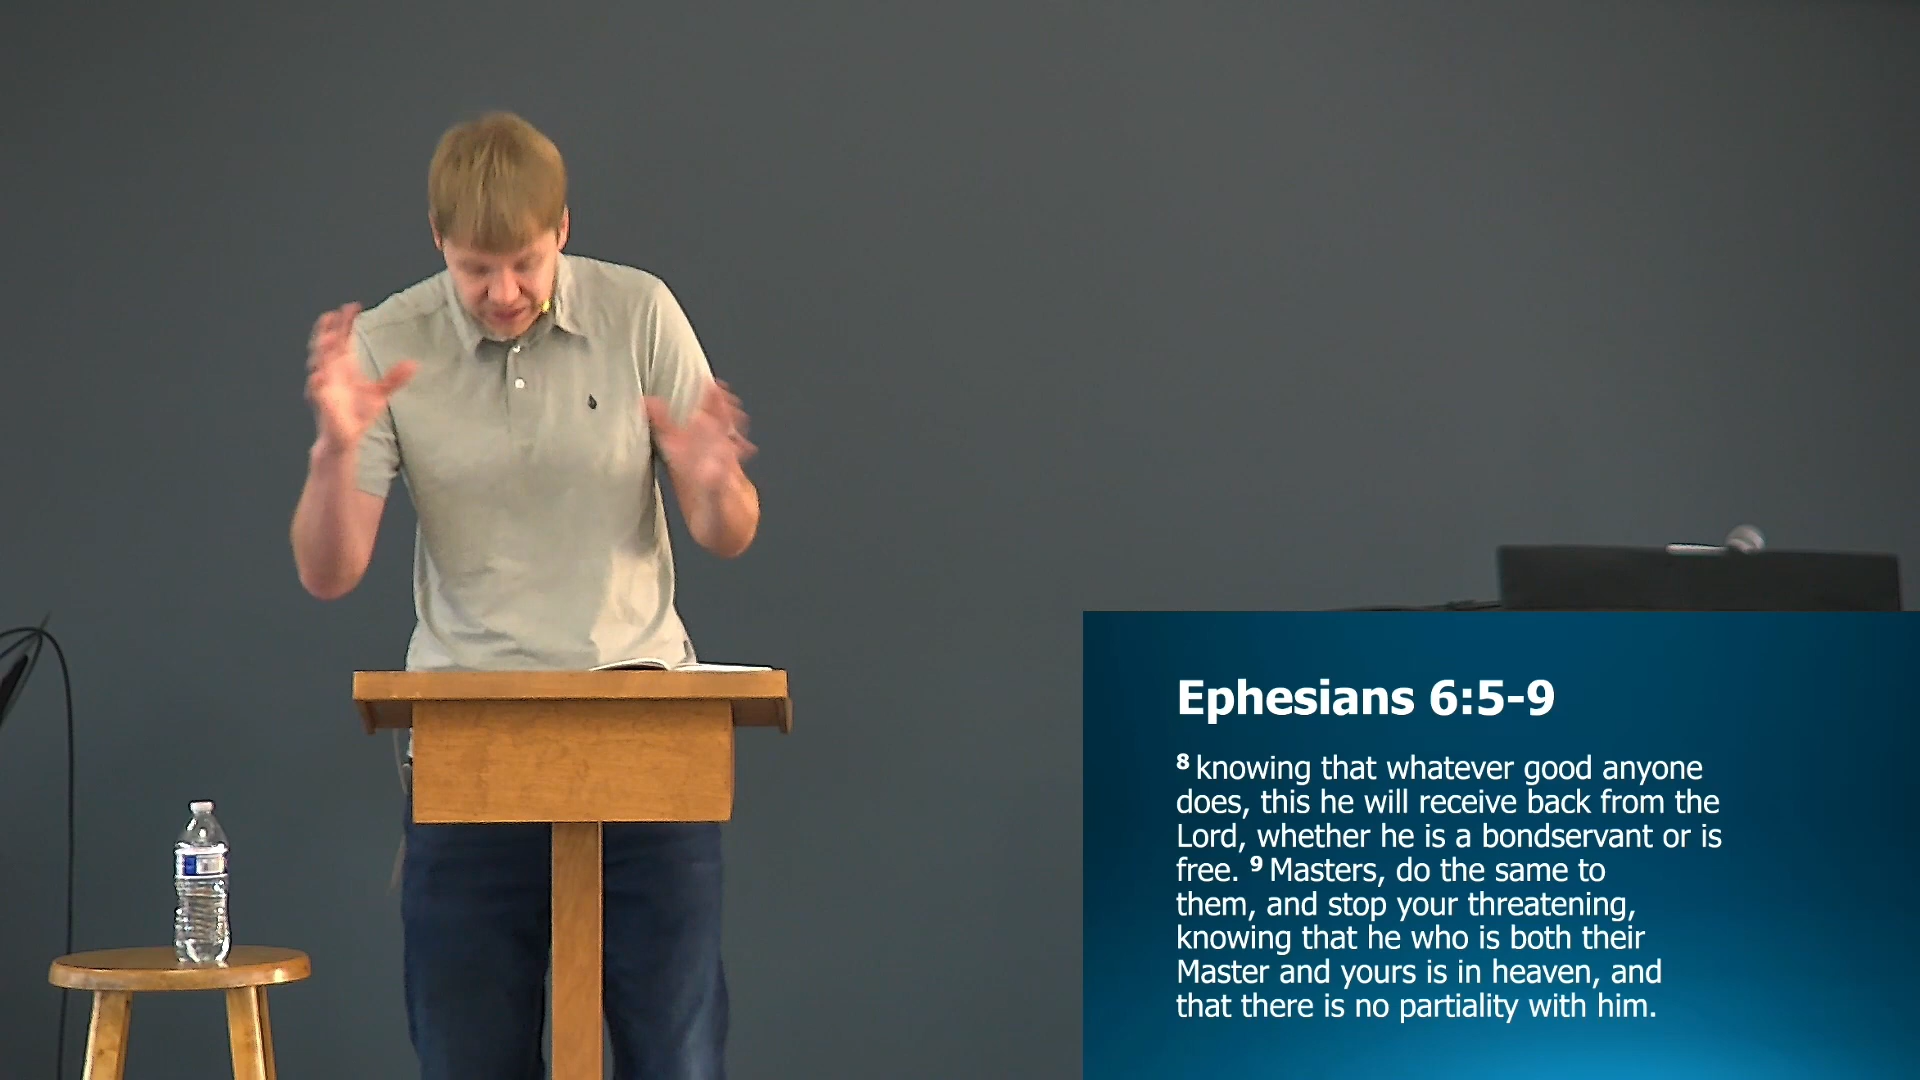 Ephesians 6:5-9
8 knowing that whatever good anyone
does, this he will receive back from the
Lord, whether he is a bondservant or is
free. 9 Masters, do the same to
them, and stop your threatening,
knowing that he who is both their
Master and yours is in heaven, and
that there is no partiality with him.